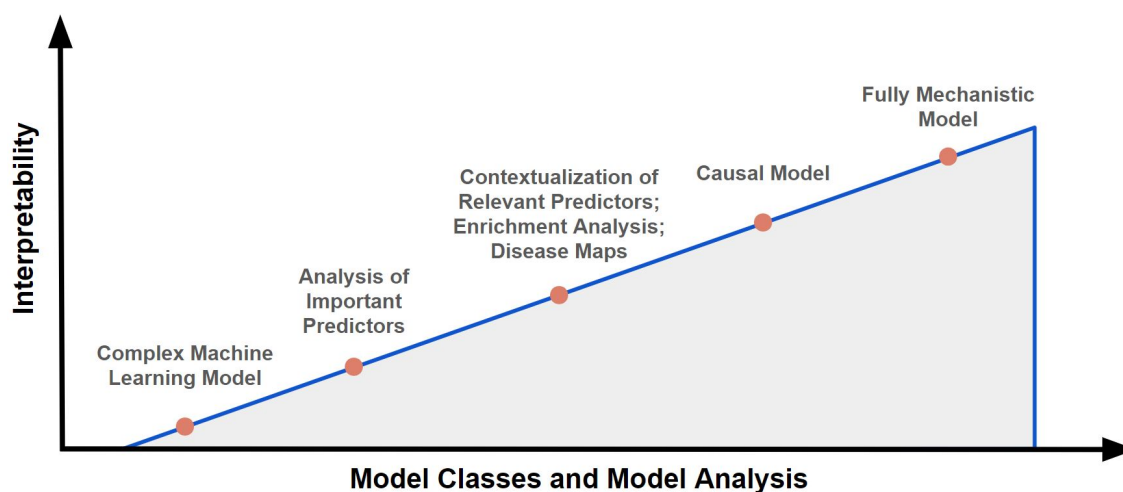 Interpretability
Fully Mechanistic
Model
Causal Model
Contextualization of
Relevant Predictors;
Enrichment Analysis;
Disease Maps
Analysis of
Important
Predictors
Complex Machine
Learning Model
Model Classes and Model Analysis